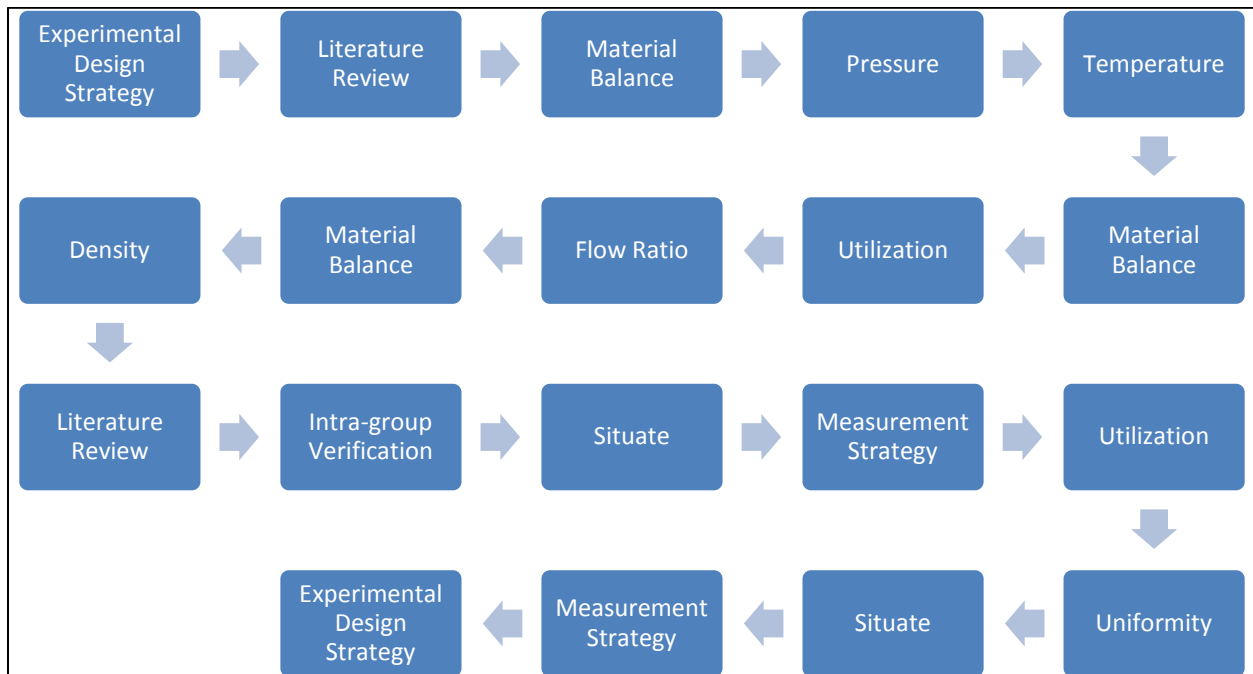 Experimental
Design
Strategy
Literature
Review
Material
Balance
Pressure
Temperature
Material
Balance
Utilization
Flow Ratio
Material
Balance
Density
Literature
Review
Intra-group
Verification
Situate
Measurement
Strategy
Utilization
Uniformity
Situate
Measurement
Strategy
Experimental
Design
Strategy